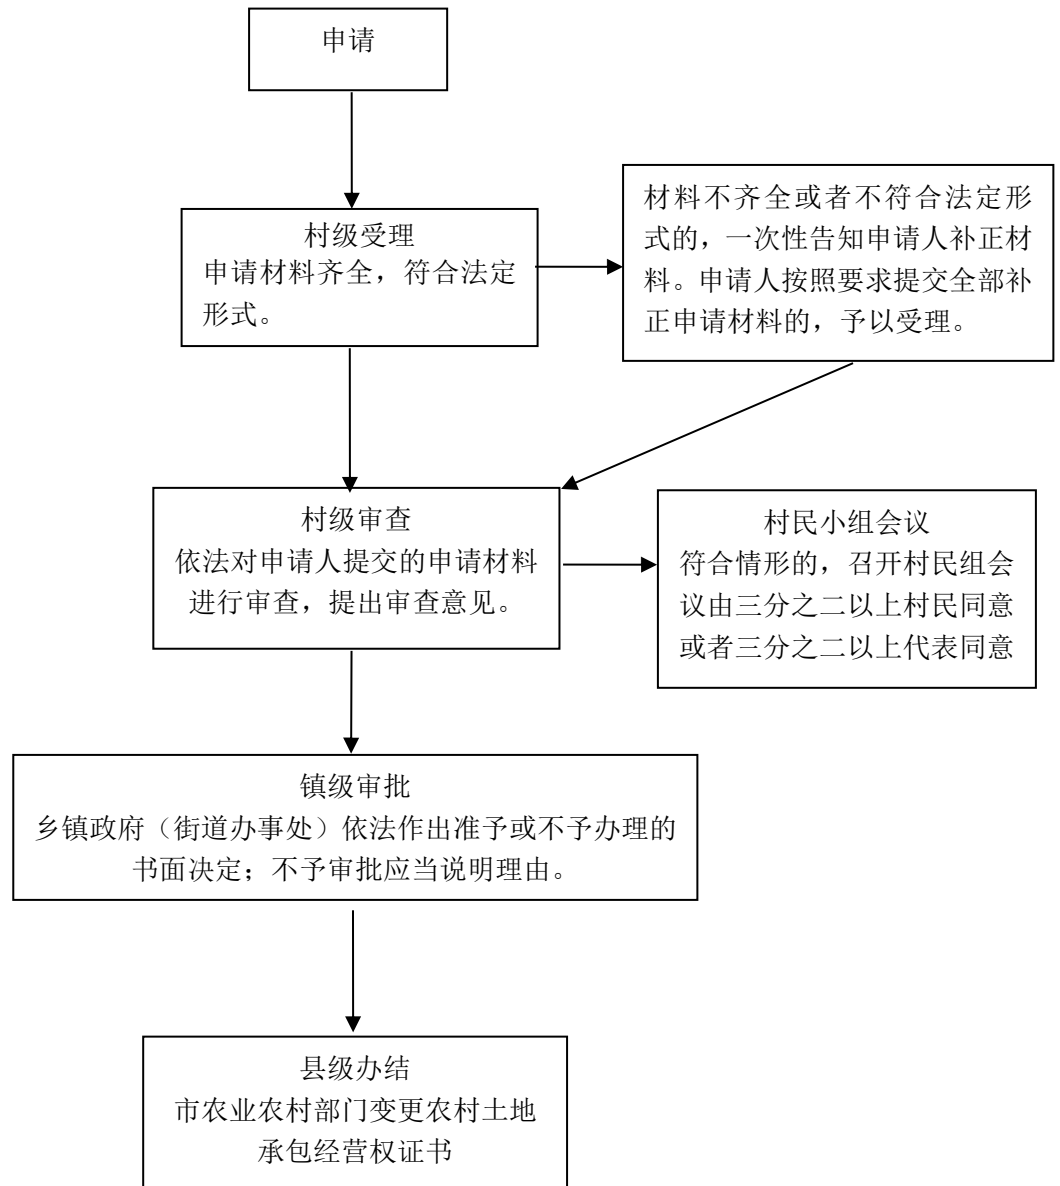 申请
村级受理
申请材料齐全，符合法定
形式。
材料不齐全或者不符合法定形
式的，一次性告知申请人补正材
料。申请人按照要求提交全部补
正申请材料的，予以受理。
村级审查
依法对申请人提交的申请材料
进行审查，提出审查意见。
村民小组会议
符合情形的，召开村民组会
议由三分之二以上村民同意
或者三分之二以上代表同意
镇级审批
乡镇政府（街道办事处）依法作出准予或不予办理的
书面决定；不予审批应当说明理由。
县级办结
市农业农村部门变更农村土地
承包经营权证书